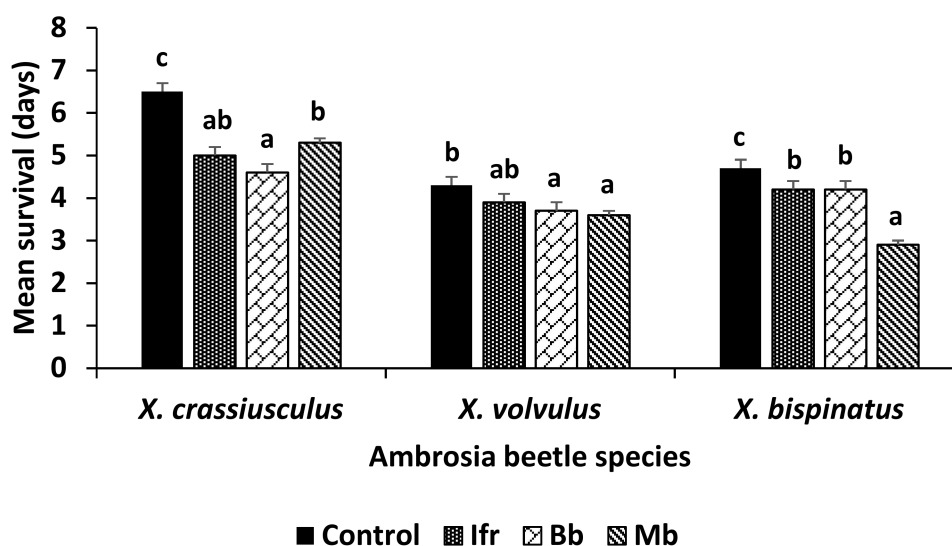 Mean survival (days)
8
7
6
5
4
3
2
1
0
c
ab
a
b
b
ab
a
a
c
b
b
a
X. crassiusculus
X. volvulus
X. bispinatus
Ambrosia beetle species
Control
Ifr
Bb
Mb